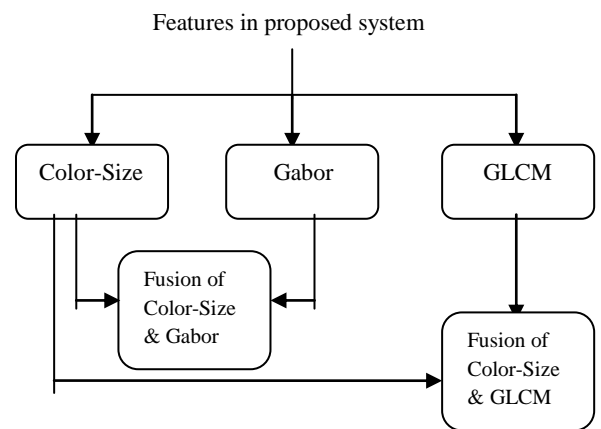 Features in proposed system
Color-Size
Gabor
GLCM
Fusion of
Color-Size
& Gabor
Fusion of
Color-Size
& GLCM